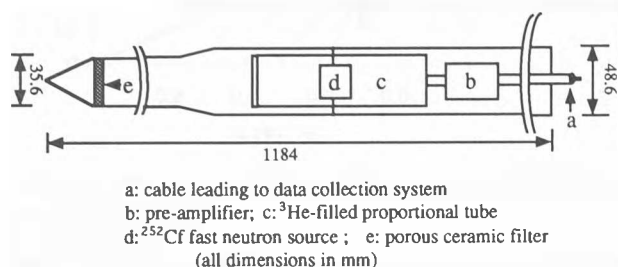 35.6
e
d
c
b
48.6
a
1184
a: cable leading to data collection system
b: pre-amplifier; c:³He-filled proportional tube
d:²⁵²Cf fast neutron source ; e: porous ceramic filter
(all dimensions in mm)